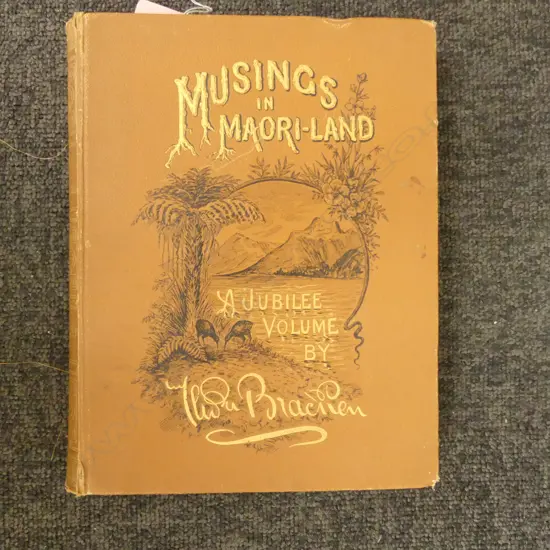 MUSINGS
IN
MAORI-LAND
A JUBILEE
VOLUME
BY
Thos Bracken